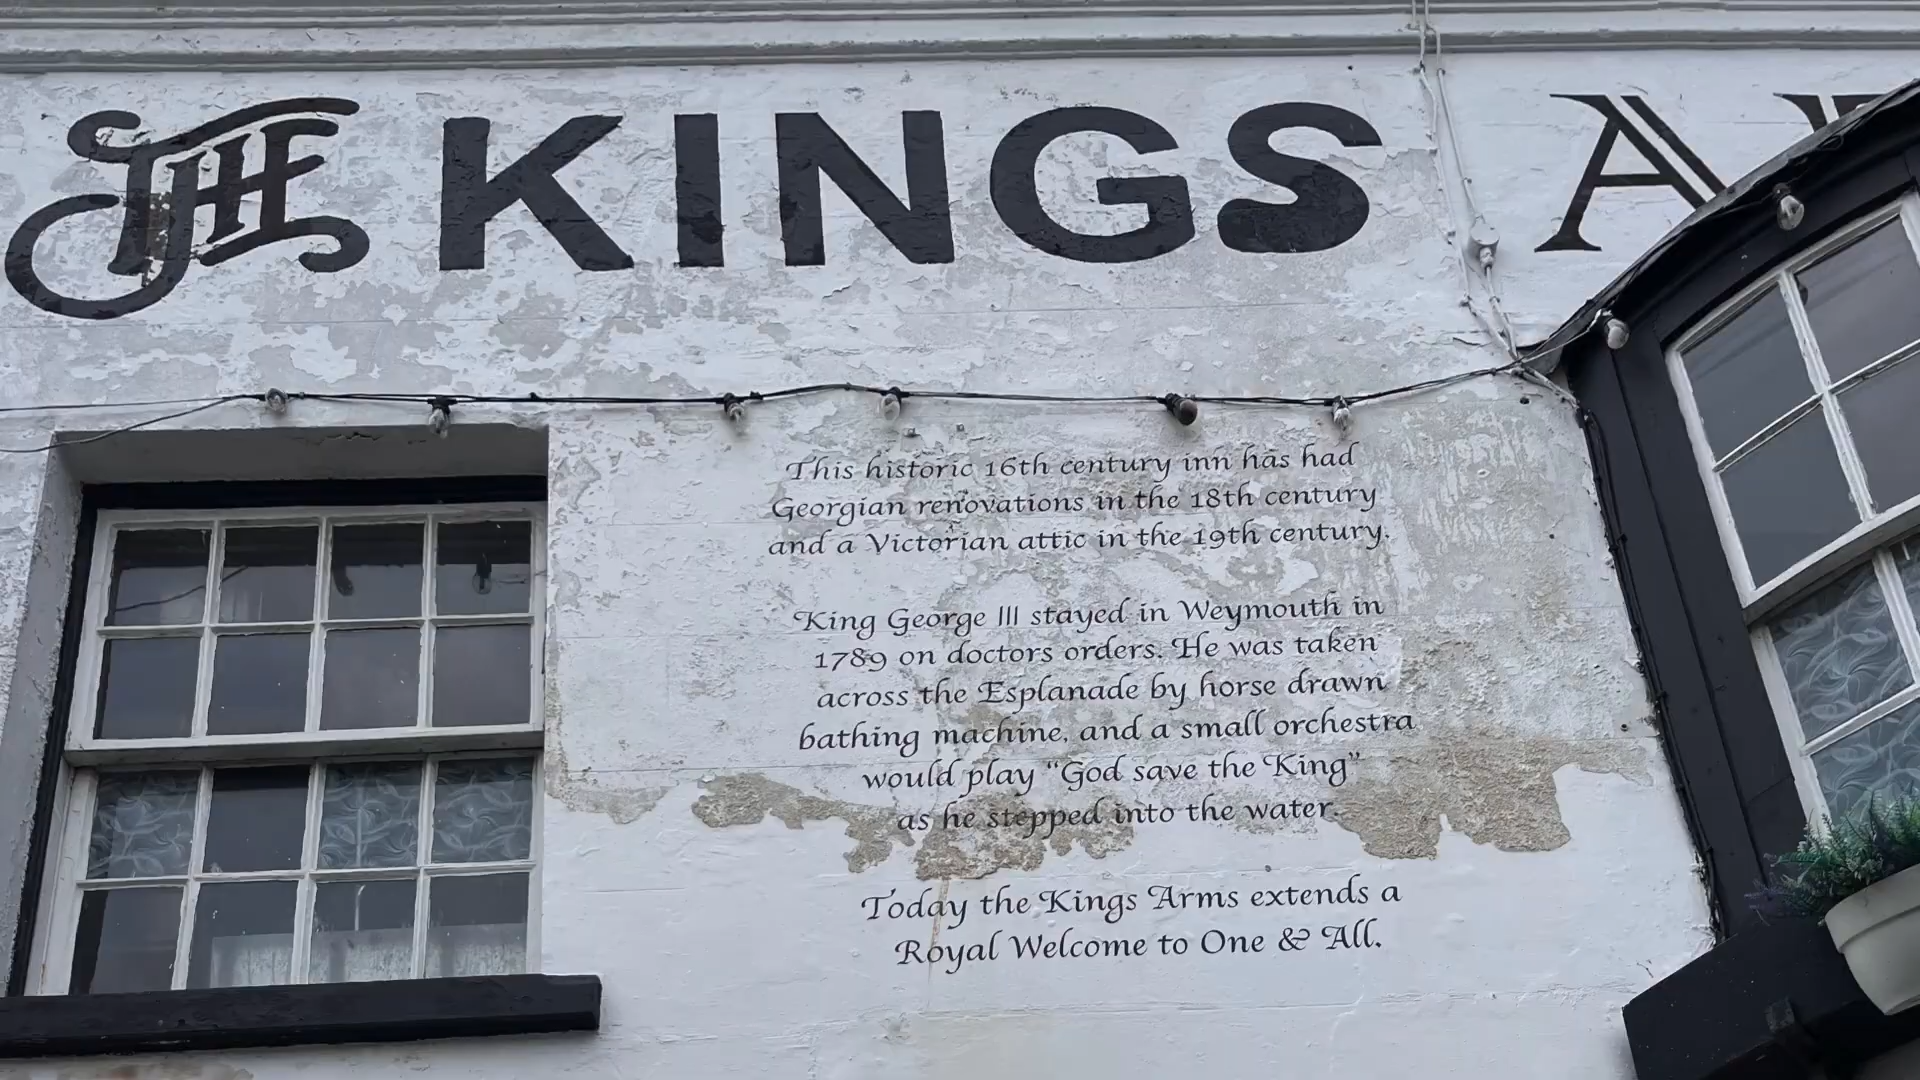 THE KINGS A
This historic 16th century inn has had
Georgian renovations in the 18th century
and a Victorian attic in the 19th century.
King George III stayed in Weymouth in
1789 on doctors orders. He was taken
across the Esplanade by horse drawn
bathing machine, and a small orchestra
would play “God save the King”
as he stepped into the water.
Today the Kings Arms extends a
Royal Welcome to One & All.